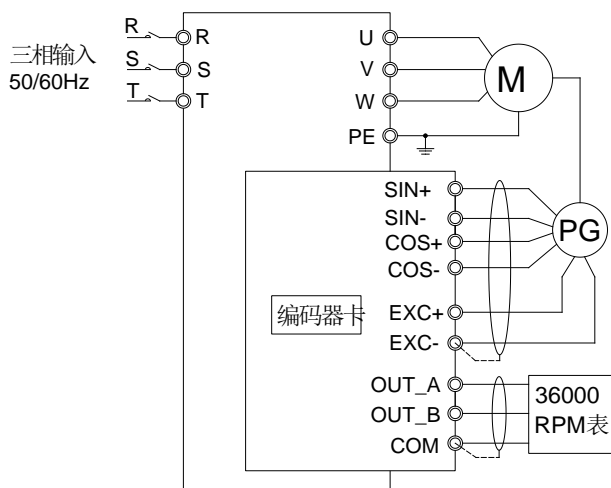 三相输入
50/60Hz
R
S
T
R
S
T
U
V
W
PE
M
SIN+
SIN-
COS+
COS-
PG
编码器卡
EXC+
EXC-
OUT_A
OUT_B
COM
36000
RPM表